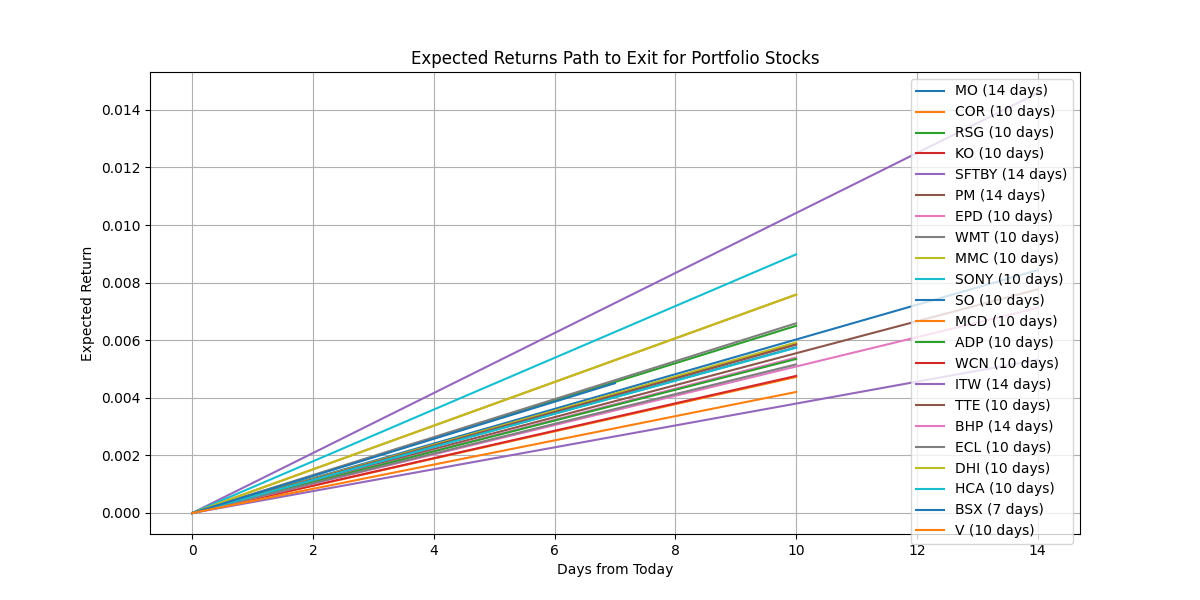 Expected Returns Path to Exit for Portfolio Stocks
Expected Return
0.014
0.012
0.010
0.008
0.006
0.004
0.002
0.000
0 2 4 6 8 10 12 14
Days from Today
MO (14 days)
COR (10 days)
RSG (10 days)
KO (10 days)
SFTBY (14 days)
PM (14 days)
EPD (10 days)
WMT (10 days)
MMC (10 days)
SONY (10 days)
SO (10 days)
MCD (10 days)
ADP (10 days)
WCN (10 days)
ITW (14 days)
TTE (10 days)
BHP (14 days)
ECL (10 days)
DHI (10 days)
HCA (10 days)
BSX (7 days)
V (10 days)